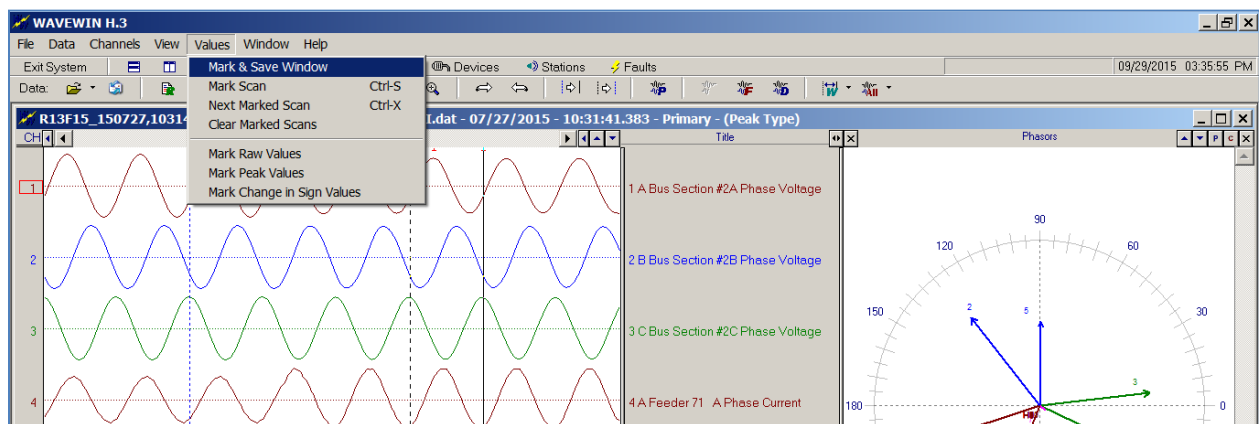 WAVEWIN H.3
File Data Channels View Values Window Help
Exit System Devices Stations Faults 09/29/2015 03:35:55 PM
Mark & Save Window
Mark Scan Ctrl-S
Next Marked Scan Ctrl-X
Clear Marked Scans
Mark Raw Values
Mark Peak Values
Mark Change in Sign Values
Data:
R13F15_150727,10314 I.dat - 07/27/2015 - 10:31:41.383 - Primary - (Peak Type)
CH Title Phasors P C
1 1 A Bus Section #2A Phase Voltage
2 2 B Bus Section #2B Phase Voltage
3 3 C Bus Section #2C Phase Voltage
4 4 A Feeder 71 A Phase Current
90
120 60
150 2 5 30
3
180 0